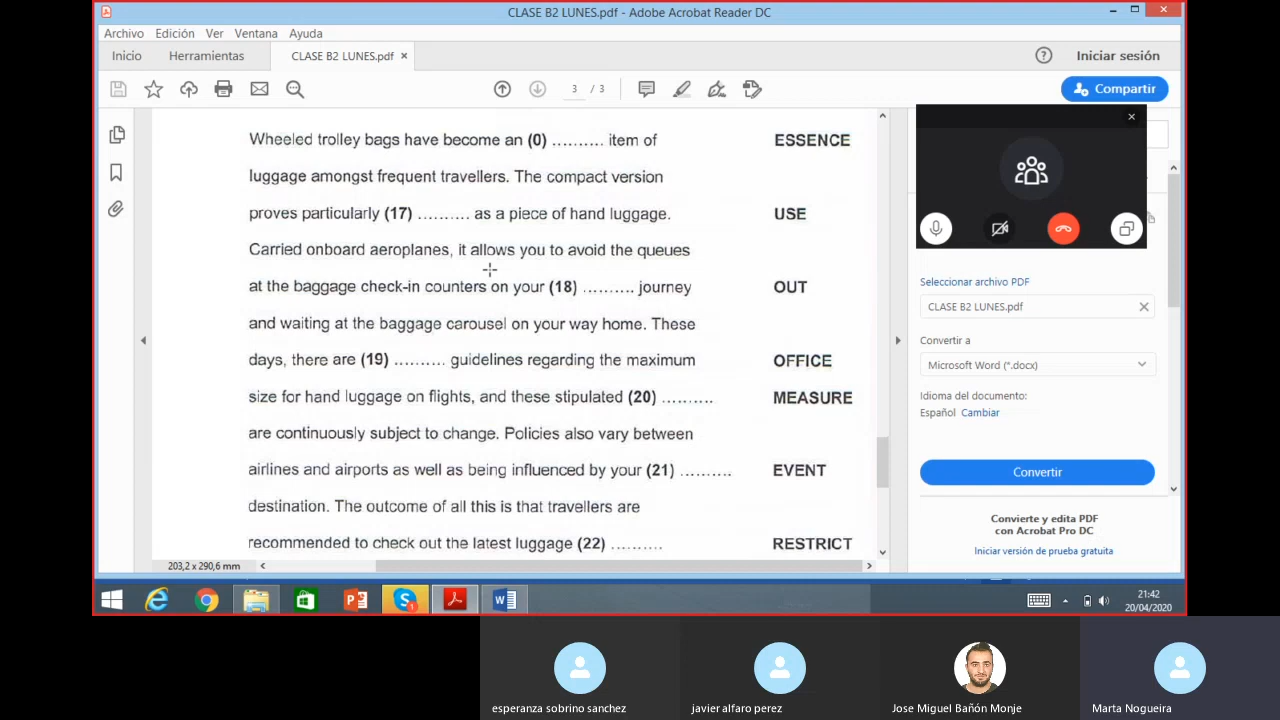 CLASE B2 LUNES.pdf - Adobe Acrobat Reader DC
Archivo Edición Ver Ventana Ayuda
Inicio Herramientas CLASE B2 LUNES.pdf × Iniciar sesión
3 / 3 Compartir
Wheeled trolley bags have become an (0) .......... item of ESSENCE
luggage amongst frequent travellers. The compact version
proves particularly (17) .......... as a piece of hand luggage. USE
Carried onboard aeroplanes, it allows you to avoid the queues
at the baggage check-in counters on your (18) .......... journey OUT
and waiting at the baggage carousel on your way home. These
days, there are (19) .......... guidelines regarding the maximum OFFICE
size for hand luggage on flights, and these stipulated (20) .......... MEASURE
are continuously subject to change. Policies also vary between
airlines and airports as well as being influenced by your (21) .......... EVENT
destination. The outcome of all this is that travellers are
recommended to check out the latest luggage (22) .......... RESTRICT
203,2 x 290,6 mm
Seleccionar archivo PDF
CLASE B2 LUNES.pdf
Convertir a
Microsoft Word (*.docx)
Idioma del documento:
Español Cambiar
Convertir
Convierte y edita PDF
con Acrobat Pro DC
Iniciar versión de prueba gratuita
21:42
20/04/2020
esperanza sobrino sanchez
javier alfaro perez
Jose Miguel Bañón Monje
Marta Nogueira